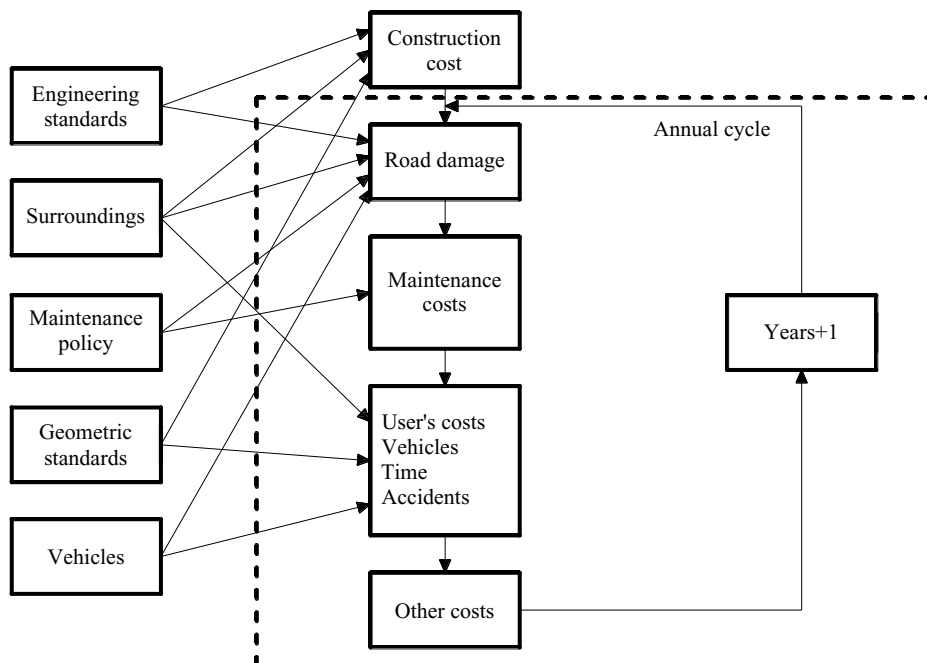 Construction
cost
Engineering
standards
Annual cycle
Road damage
Surroundings
Maintenance
costs
Maintenance
policy
Years+1
User's costs
Vehicles
Time
Accidents
Geometric
standards
Vehicles
Other costs